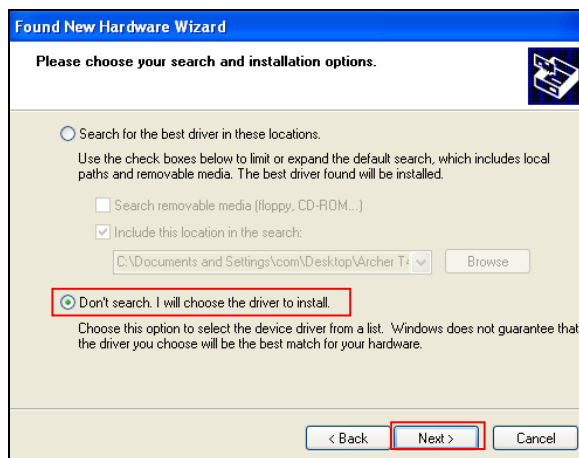 Found New Hardware Wizard
Please choose your search and installation options.
Search for the best driver in these locations.
Use the check boxes below to limit or expand the default search, which includes local
paths and removable media. The best driver found will be installed.
Search removable media (floppy, CD-ROM...)
Include this location in the search:
C:\Documents and Settings\com\Desktop\Archer T4
Browse
Don't search. I will choose the driver to install.
Choose this option to select the device driver from a list. Windows does not guarantee that
the driver you choose will be the best match for your hardware.
< Back Next > Cancel